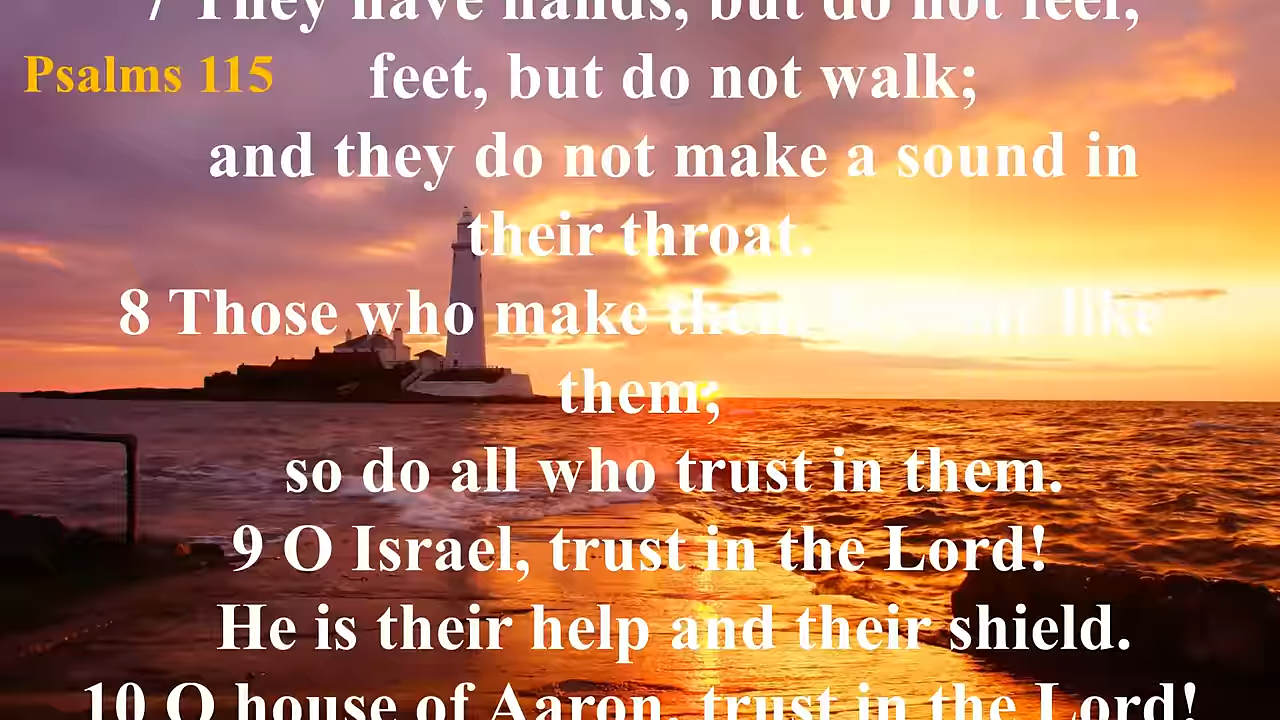 7 They have hands, but do not feel;
Psalms 115
feet, but do not walk;
and they do not make a sound in
their throat.
8 Those who make them become like
them;
so do all who trust in them.
9 O Israel, trust in the Lord!
He is their help and their shield.
10 O house of Aaron, trust in the Lord!